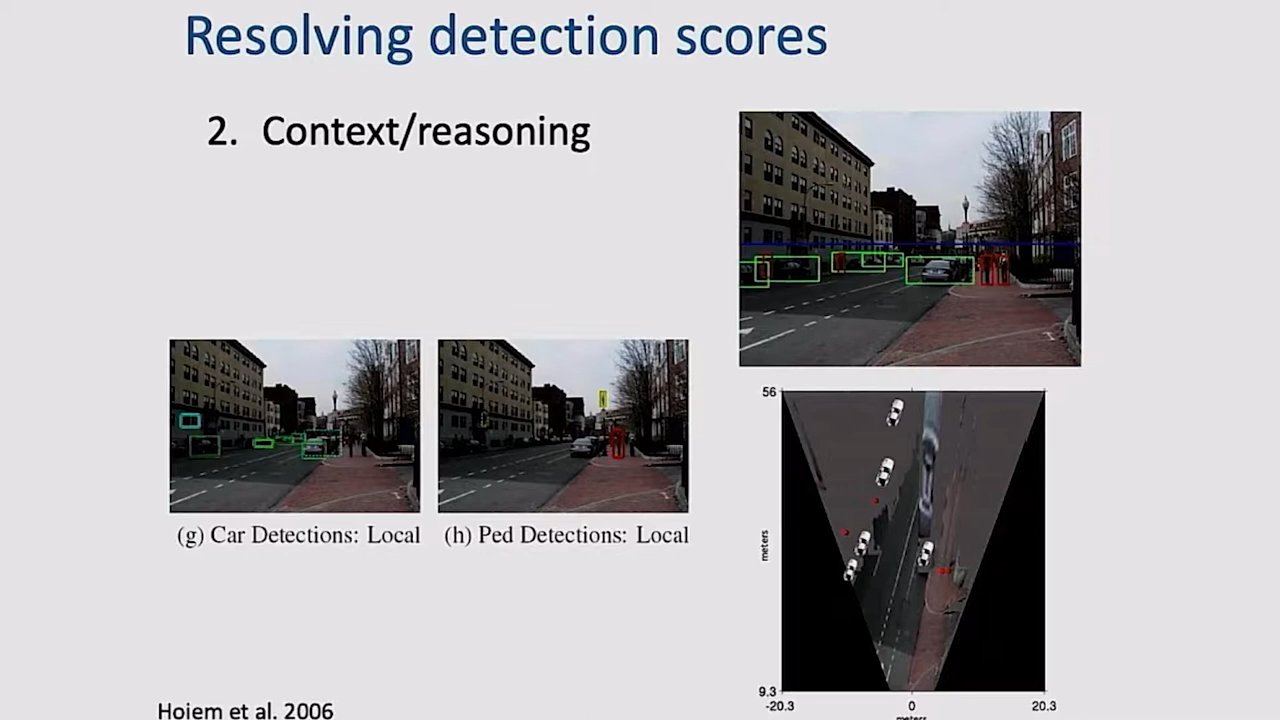 Resolving detection scores
2. Context/reasoning
(g) Car Detections: Local
(h) Ped Detections: Local
56
meters
9.3
-20.3
0
20.3
meters
Hoiem et al. 2006